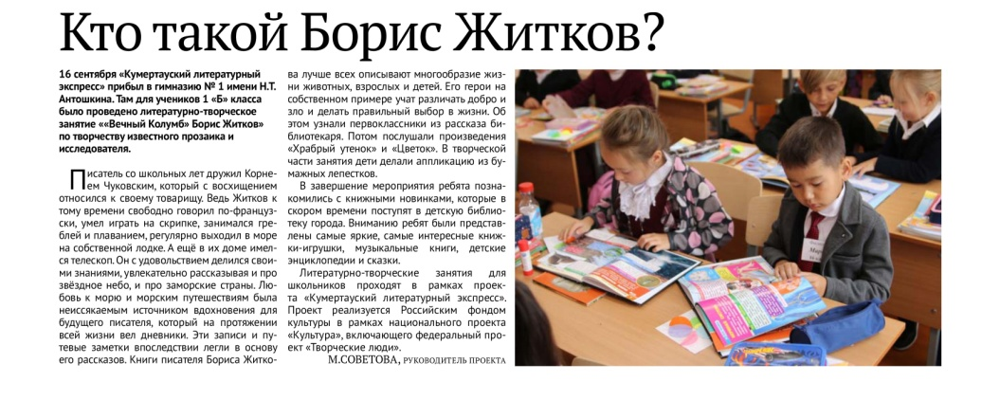 Кто такой Борис Житков?
16 сентября «Кумертауский литературный
экспресс» прибыл в гимназию № 1 имени Н.Т.
Антошкина. Там для учеников 1 «Б» класса
было проведено литературно-творческое
занятие ««Вечный Колумб» Борис Житков»
по творчеству известного прозаика и
исследователя.
Писатель со школьных лет дружил Корне-
ем Чуковским, который с восхищением
относился к своему товарищу. Ведь Житков к
тому времени свободно говорил по-француз-
ски, умел играть на скрипке, занимался гре-
блей и плаванием, регулярно выходил в море
на собственной лодке. А ещё в их доме имел-
ся телескоп. Он с удовольствием делился свои-
ми знаниями, увлекательно рассказывая и про
звёздное небо, и про заморские страны. Лю-
бовь к морю и морским путешествиям была
неиссякаемым источником вдохновения для
будущего писателя, который на протяжении
всей жизни вел дневники. Эти записи и пу-
тевые заметки впоследствии легли в основу
его рассказов. Книги писателя Бориса Житко-
ва лучше всех описывают многообразие жиз-
ни животных, взрослых и детей. Его герои на
собственном примере учат различать добро и
зло и делать правильный выбор в жизни. Об
этом узнали первоклассники из рассказа би-
блиотекаря. Потом послушали произведения
«Храбрый утенок» и «Цветок». В творческой
части занятия дети делали аппликацию из бу-
мажных лепестков.
В завершение мероприятия ребята позна-
комились с книжными новинками, которые в
скором времени поступят в детскую библио-
теку города. Вниманию ребят были представ-
лены самые яркие, самые интересные книж-
ки-игрушки, музыкальные книги, детские
энциклопедии и сказки.
Литературно-творческие занятия для
школьников проходят в рамках проек-
та «Кумертауский литературный экспресс».
Проект реализуется Российским фондом
культуры в рамках национального проекта
«Культура», включающего федеральный про-
ект «Творческие люди».
М.СОВЕТОВА, РУКОВОДИТЕЛЬ ПРОЕКТА